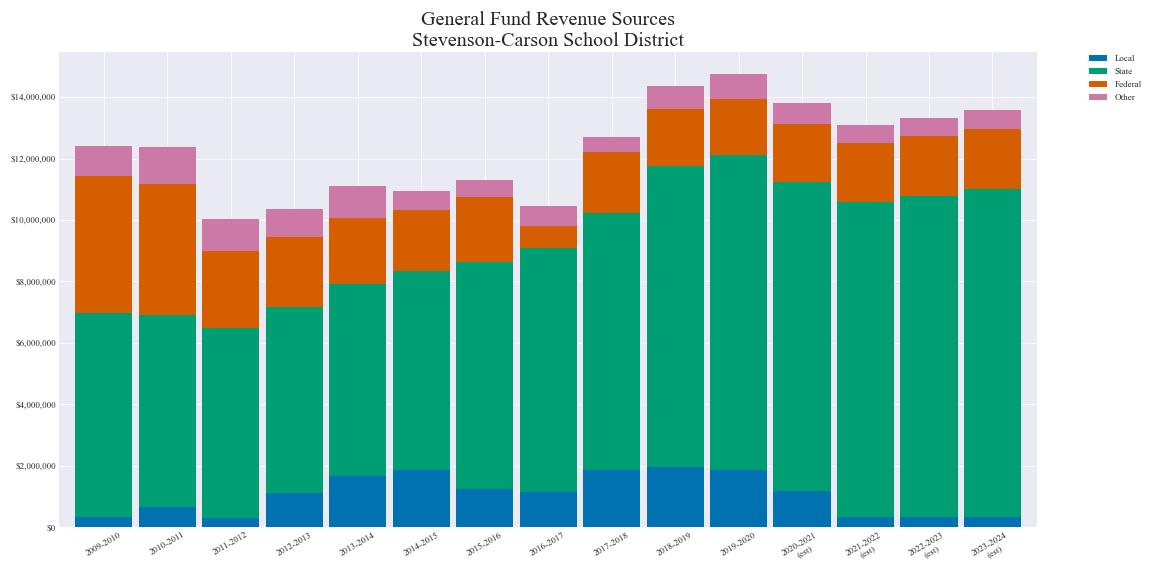 General Fund Revenue Sources
Stevenson-Carson School District
Local
State
Federal
Other
$14,000,000
$12,000,000
$10,000,000
$8,000,000
$6,000,000
$4,000,000
$2,000,000
$0
2009-2010
2010-2011
2011-2012
2012-2013
2013-2014
2014-2015
2015-2016
2016-2017
2017-2018
2018-2019
2019-2020
2020-2021
(est)
2021-2022
(est)
2022-2023
(est)
2023-2024
(est)